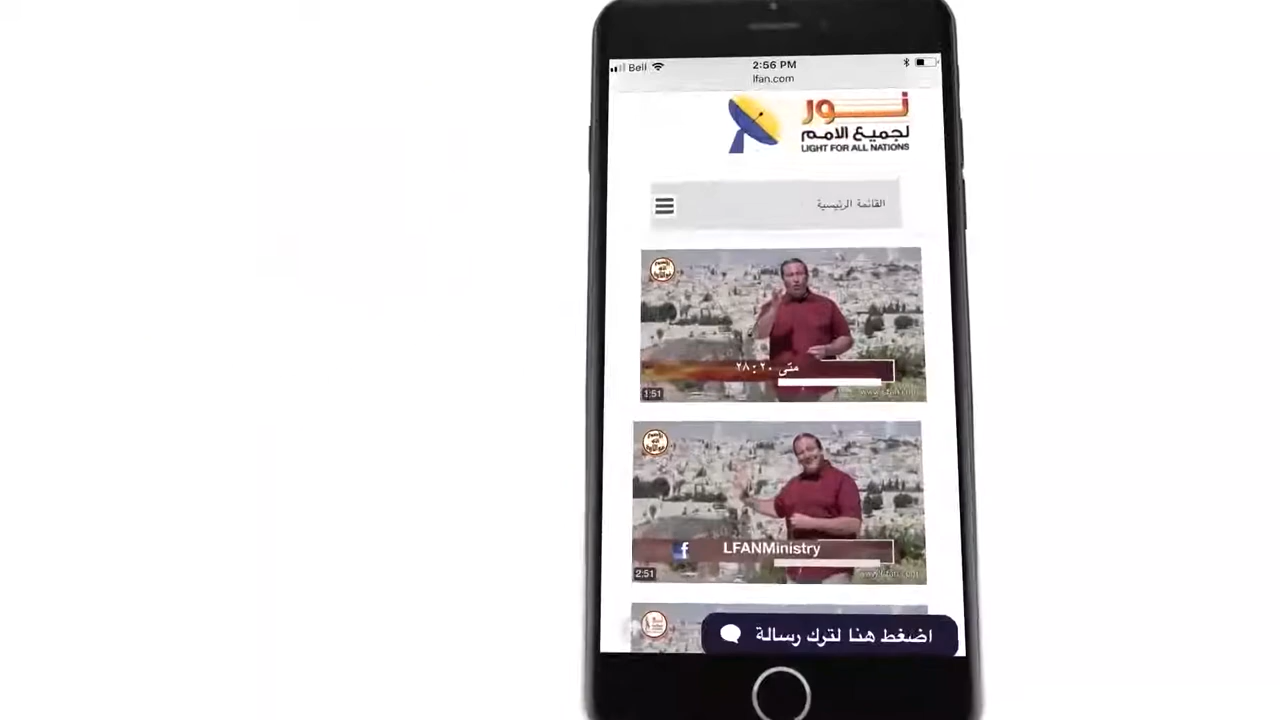 Bell
2:56 PM
lfan.com
نور
لجميع الامم
LIGHT FOR ALL NATIONS
القائمة الرئيسية
متى ٢٨:٢٠
1:51
LFANMinistry
2:51
اضغط هنا لترك رسالة